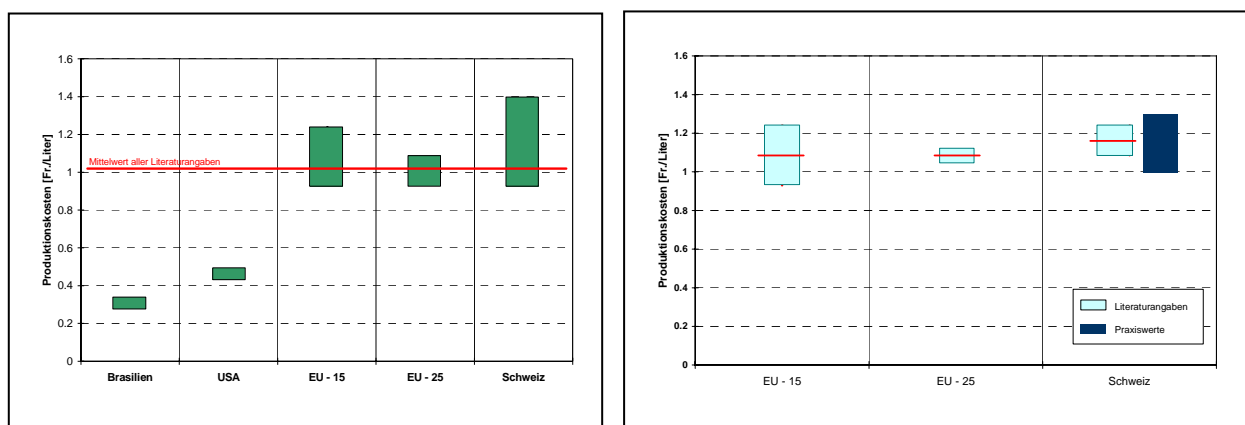 Produktionskosten [Fr./Liter]
1.6
1.4
1.2
1
0.8
0.6
0.4
0.2
0
Mittelwert aller Literaturangaben
Brasilien USA EU - 15 EU - 25 Schweiz
Produktionskosten [Fr./Liter]
1.6
1.4
1.2
1
0.8
0.6
0.4
0.2
0
Literaturangaben
Praxiswerte
EU - 15 EU - 25 Schweiz